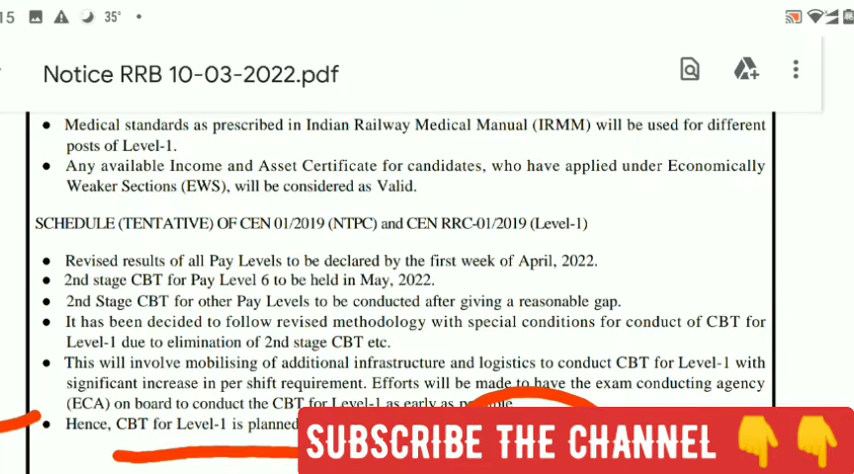 15 35°
Notice RRB 10-03-2022.pdf
• Medical standards as prescribed in Indian Railway Medical Manual (IRMM) will be used for different
posts of Level-1.
• Any available Income and Asset Certificate for candidates, who have applied under Economically
Weaker Sections (EWS), will be considered as Valid.
SCHEDULE (TENTATIVE) OF CEN 01/2019 (NTPC) and CEN RRC-01/2019 (Level-1)
• Revised results of all Pay Levels to be declared by the first week of April, 2022.
• 2nd stage CBT for Pay Level 6 to be held in May, 2022.
• 2nd Stage CBT for other Pay Levels to be conducted after giving a reasonable gap.
• It has been decided to follow revised methodology with special conditions for conduct of CBT for
Level-1 due to elimination of 2nd stage CBT etc.
• This will involve mobilising of additional infrastructure and logistics to conduct CBT for Level-1 with
significant increase in per shift requirement. Efforts will be made to have the exam conducting agency
(ECA) on board to conduct the CBT for Level-1 as early as
• Hence, CBT for Level-1 is planned
SUBSCRIBE THE CHANNEL